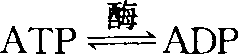 ATP ⇌ ADP
酶